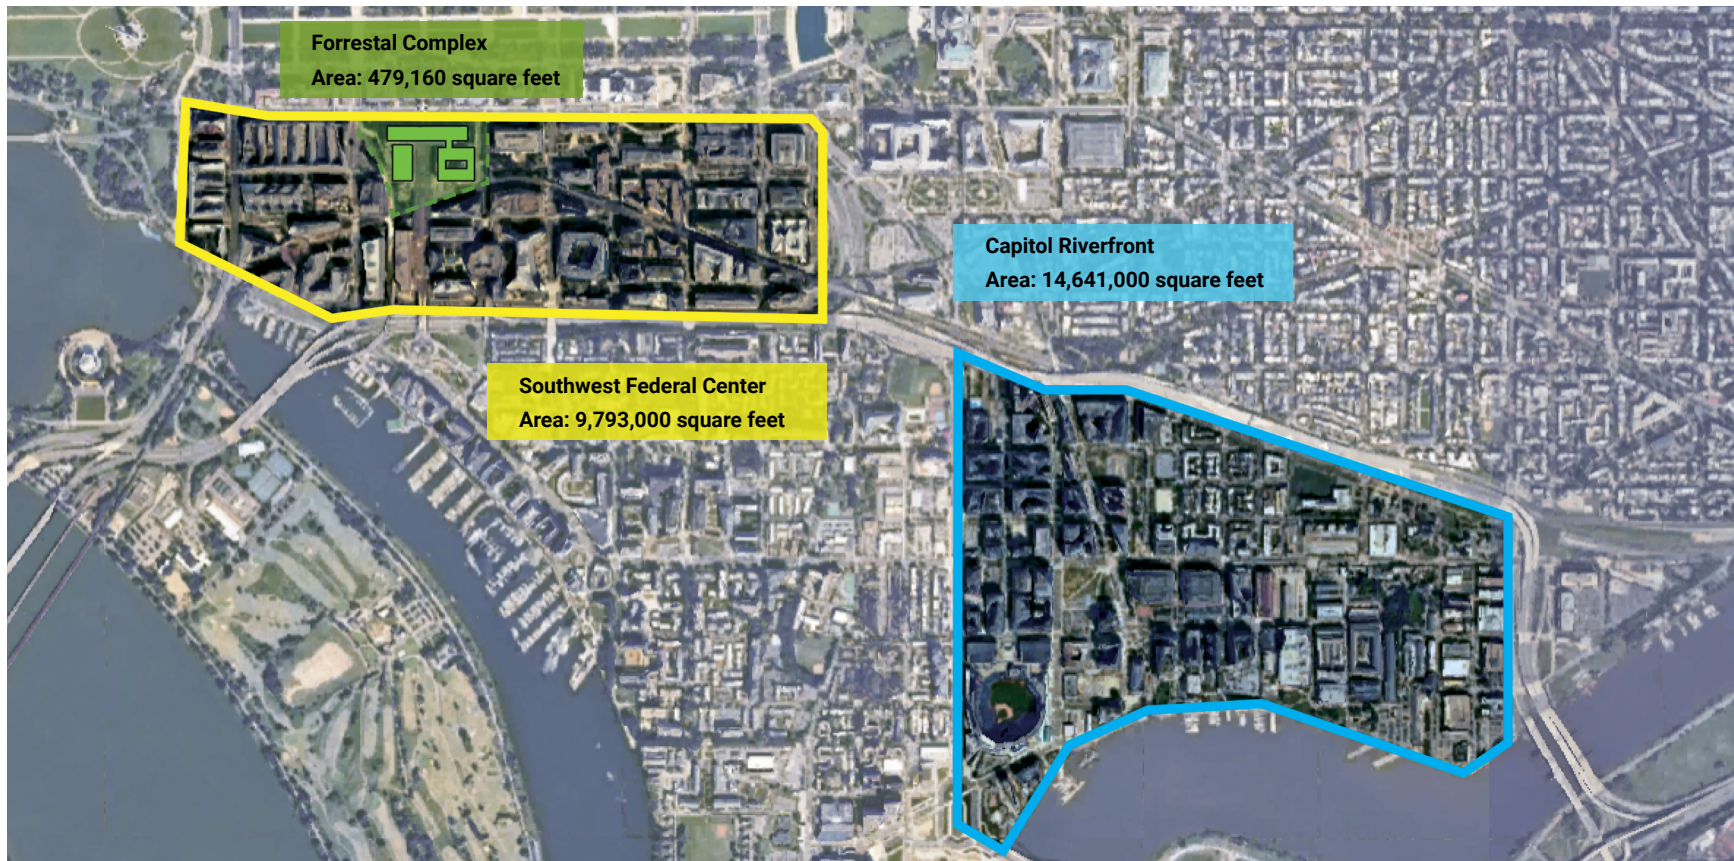 Forrestal Complex
Area: 479,160 square feet
Capitol Riverfront
Area: 14,641,000 square feet
Southwest Federal Center
Area: 9,793,000 square feet